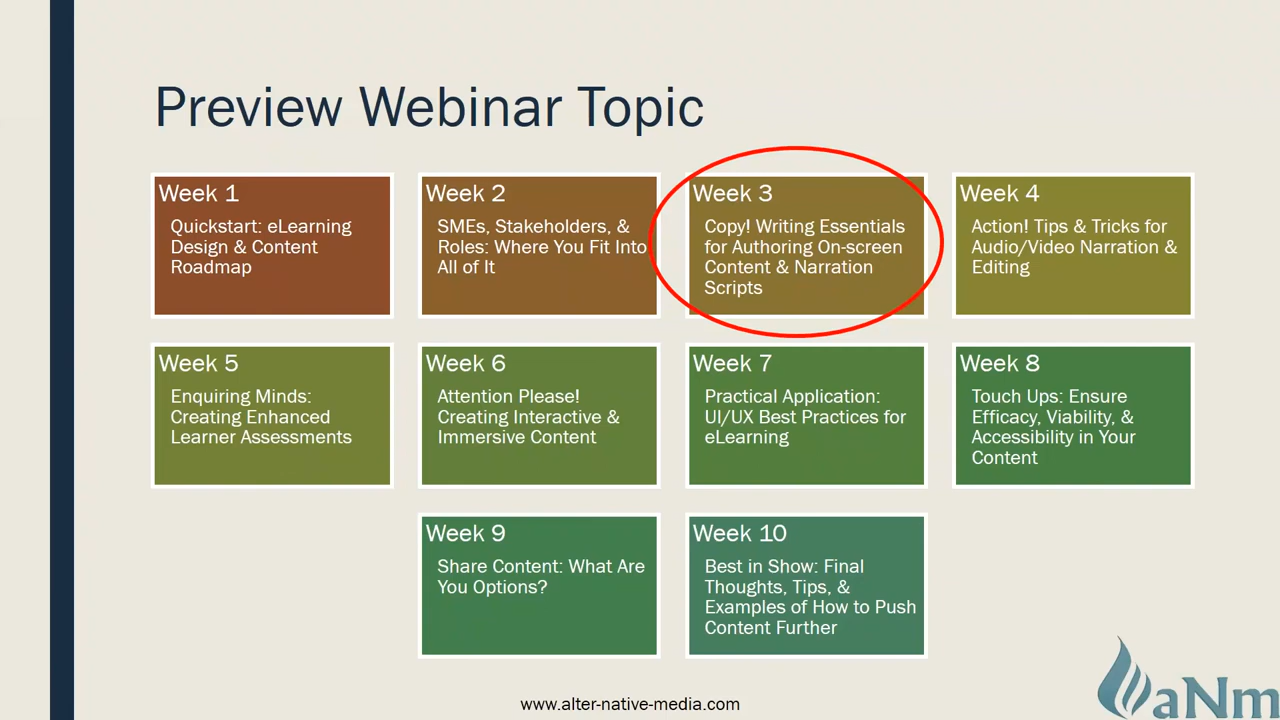 Preview Webinar Topic
Week 1
Quickstart: eLearning
Design & Content
Roadmap
Week 2
SMEs, Stakeholders, &
Roles: Where You Fit Into
All of It
Week 3
Copy! Writing Essentials
for Authoring On-screen
Content & Narration
Scripts
Week 4
Action! Tips & Tricks for
Audio/Video Narration &
Editing
Week 5
Enquiring Minds:
Creating Enhanced
Learner Assessments
Week 6
Attention Please!
Creating Interactive &
Immersive Content
Week 7
Practical Application:
UI/UX Best Practices for
eLearning
Week 8
Touch Ups: Ensure
Efficacy, Viability, &
Accessibility in Your
Content
Week 9
Share Content: What Are
You Options?
Week 10
Best in Show: Final
Thoughts, Tips, &
Examples of How to Push
Content Further
www.alter-native-media.com
aNm